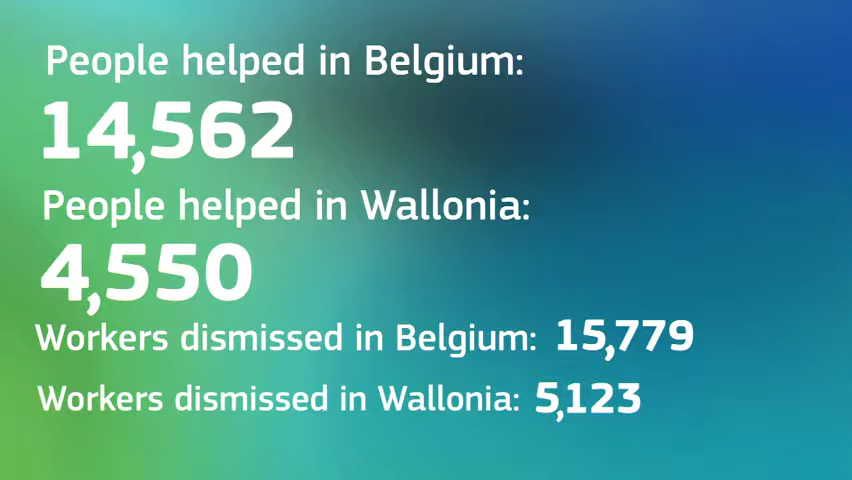 People helped in Belgium:
14,562
People helped in Wallonia:
4,550
Workers dismissed in Belgium: 15,779
Workers dismissed in Wallonia: 5,123